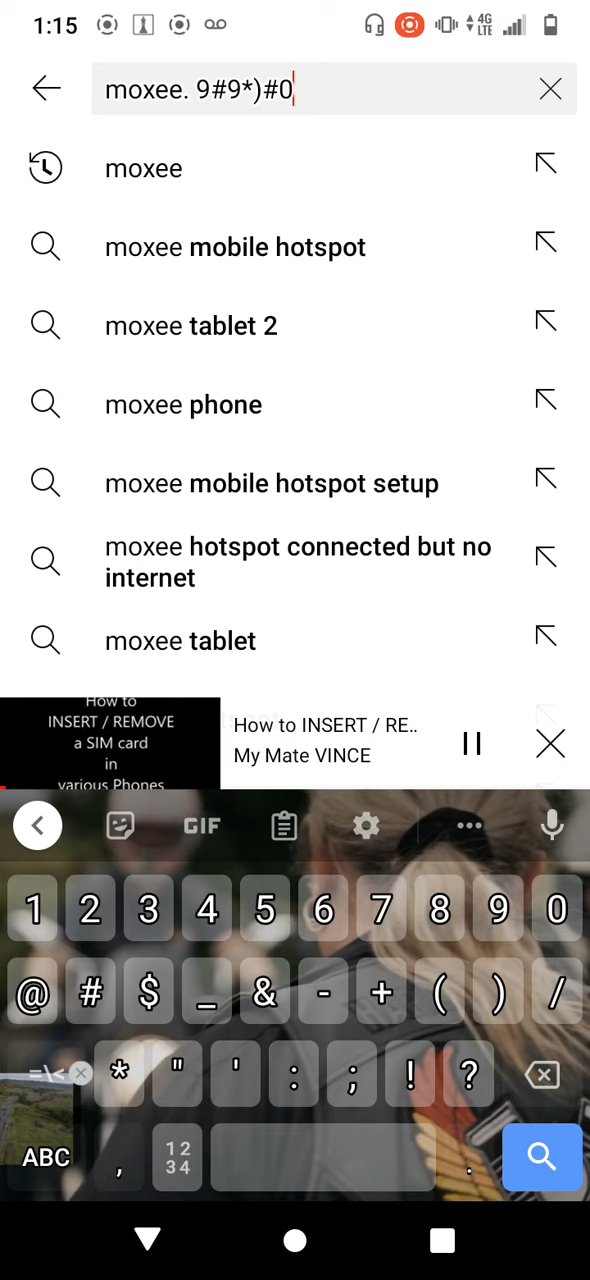 1:15 4G LTE
moxee. 9#9*)#0
moxee
moxee mobile hotspot
moxee tablet 2
moxee phone
moxee mobile hotspot setup
moxee hotspot connected but no
internet
moxee tablet
How to
INSERT / REMOVE
a SIM card
in
various Phones
How to INSERT / RE..
My Mate VINCE
GIF
1 2 3 4 5 6 7 8 9 0
@ # $ _ & - + ( ) /
=\< * " ' : ; ! ?
ABC , 12 34 .